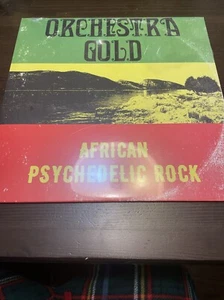 ORCHESTRA
GOLD
AFRICAN
PSYCHEDELIC ROCK